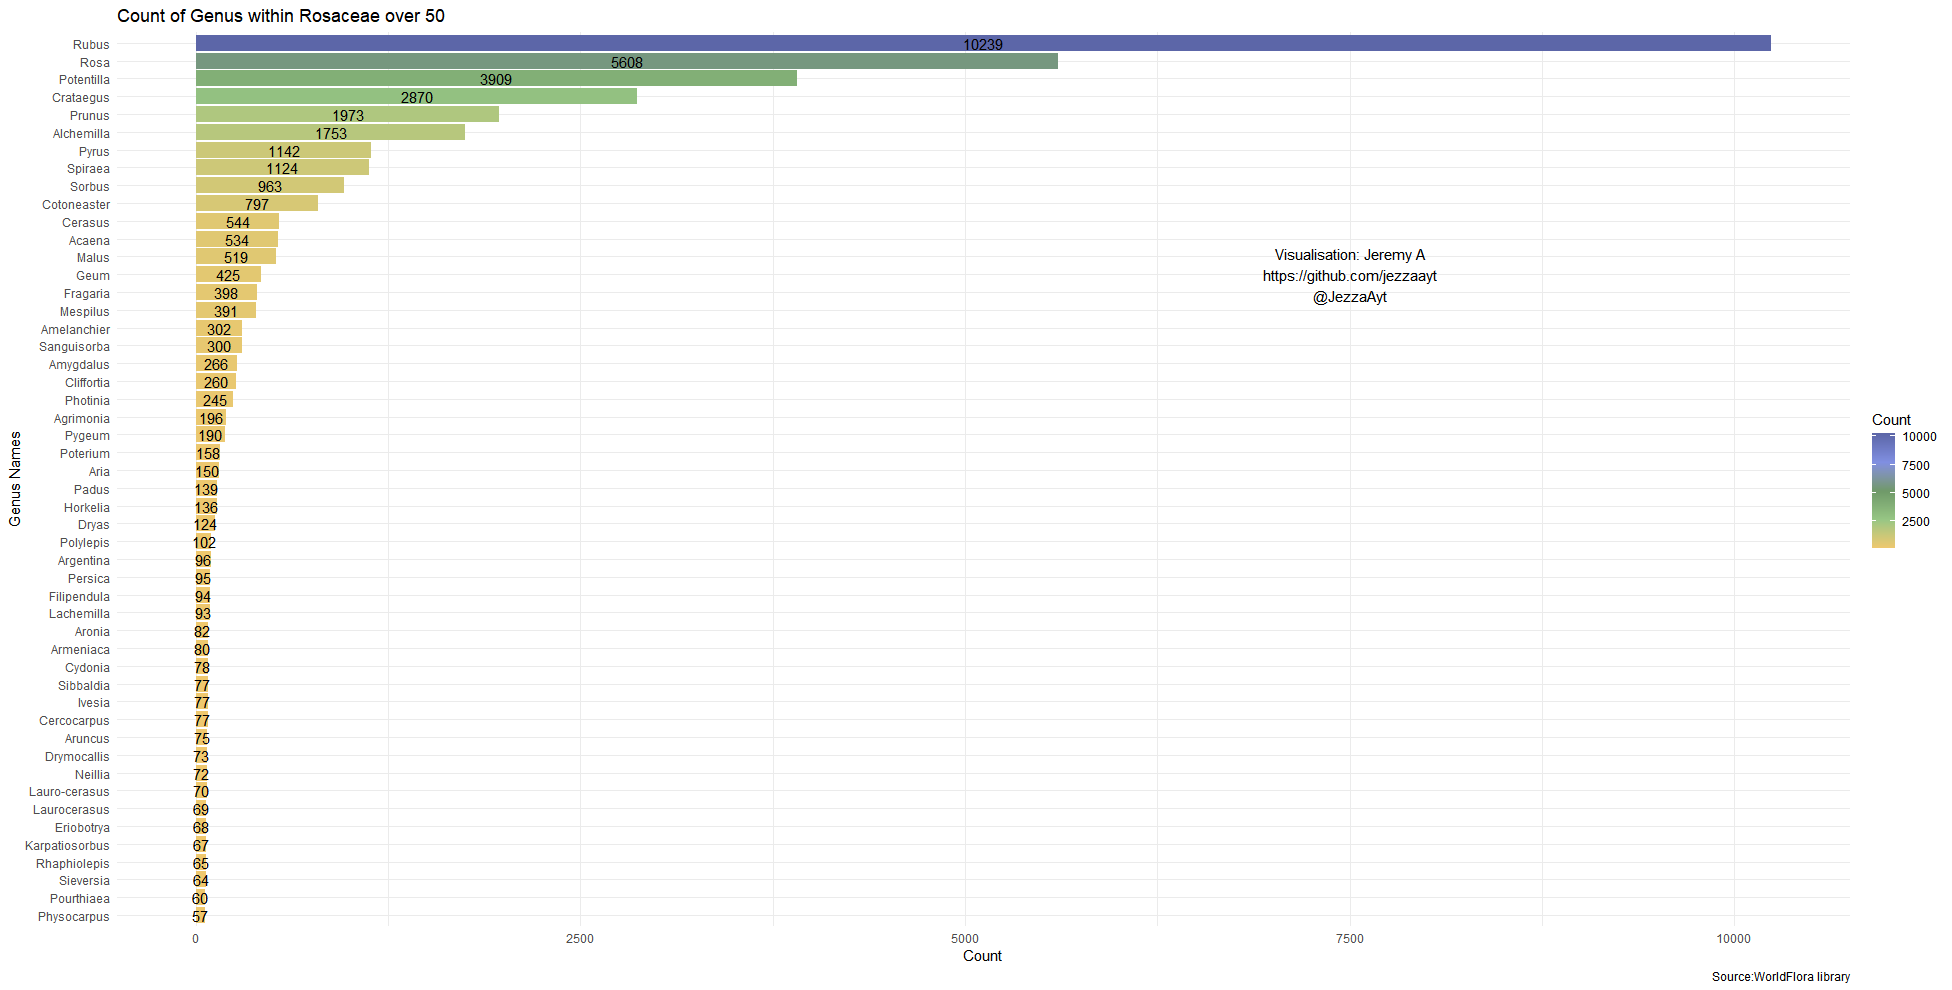 Count of Genus within Rosaceae over 50
Rubus 10239
Rosa 5608
Potentilla 3909
Crataegus 2870
Prunus 1973
Alchemilla 1753
Pyrus 1142
Spiraea 1124
Sorbus 963
Cotoneaster 797
Cerasus 544
Acaena 534
Malus 519
Geum 425
Fragaria 398
Mespilus 391
Amelanchier 302
Sanguisorba 300
Amygdalus 266
Cliffortia 260
Photinia 245
Agrimonia 196
Pygeum 190
Poterium 158
Aria 150
Padus 139
Horkelia 136
Dryas 124
Polylepis 102
Argentina 96
Persica 95
Filipendula 94
Lachemilla 93
Aronia 82
Armeniaca 80
Cydonia 78
Sibbaldia 77
Ivesia 77
Cercocarpus 77
Aruncus 75
Drymocallis 73
Neillia 72
Lauro-cerasus 70
Laurocerasus 69
Eriobotrya 68
Karpatiosorbus 67
Rhaphiolepis 65
Sieversia 64
Pourthiaea 60
Physocarpus 57
Genus Names
0 2500 5000 7500 10000
Count
Visualisation: Jeremy A
https://github.com/jezzaayt
@JezzaAyt
Count
10000
7500
5000
2500
Source:WorldFlora library